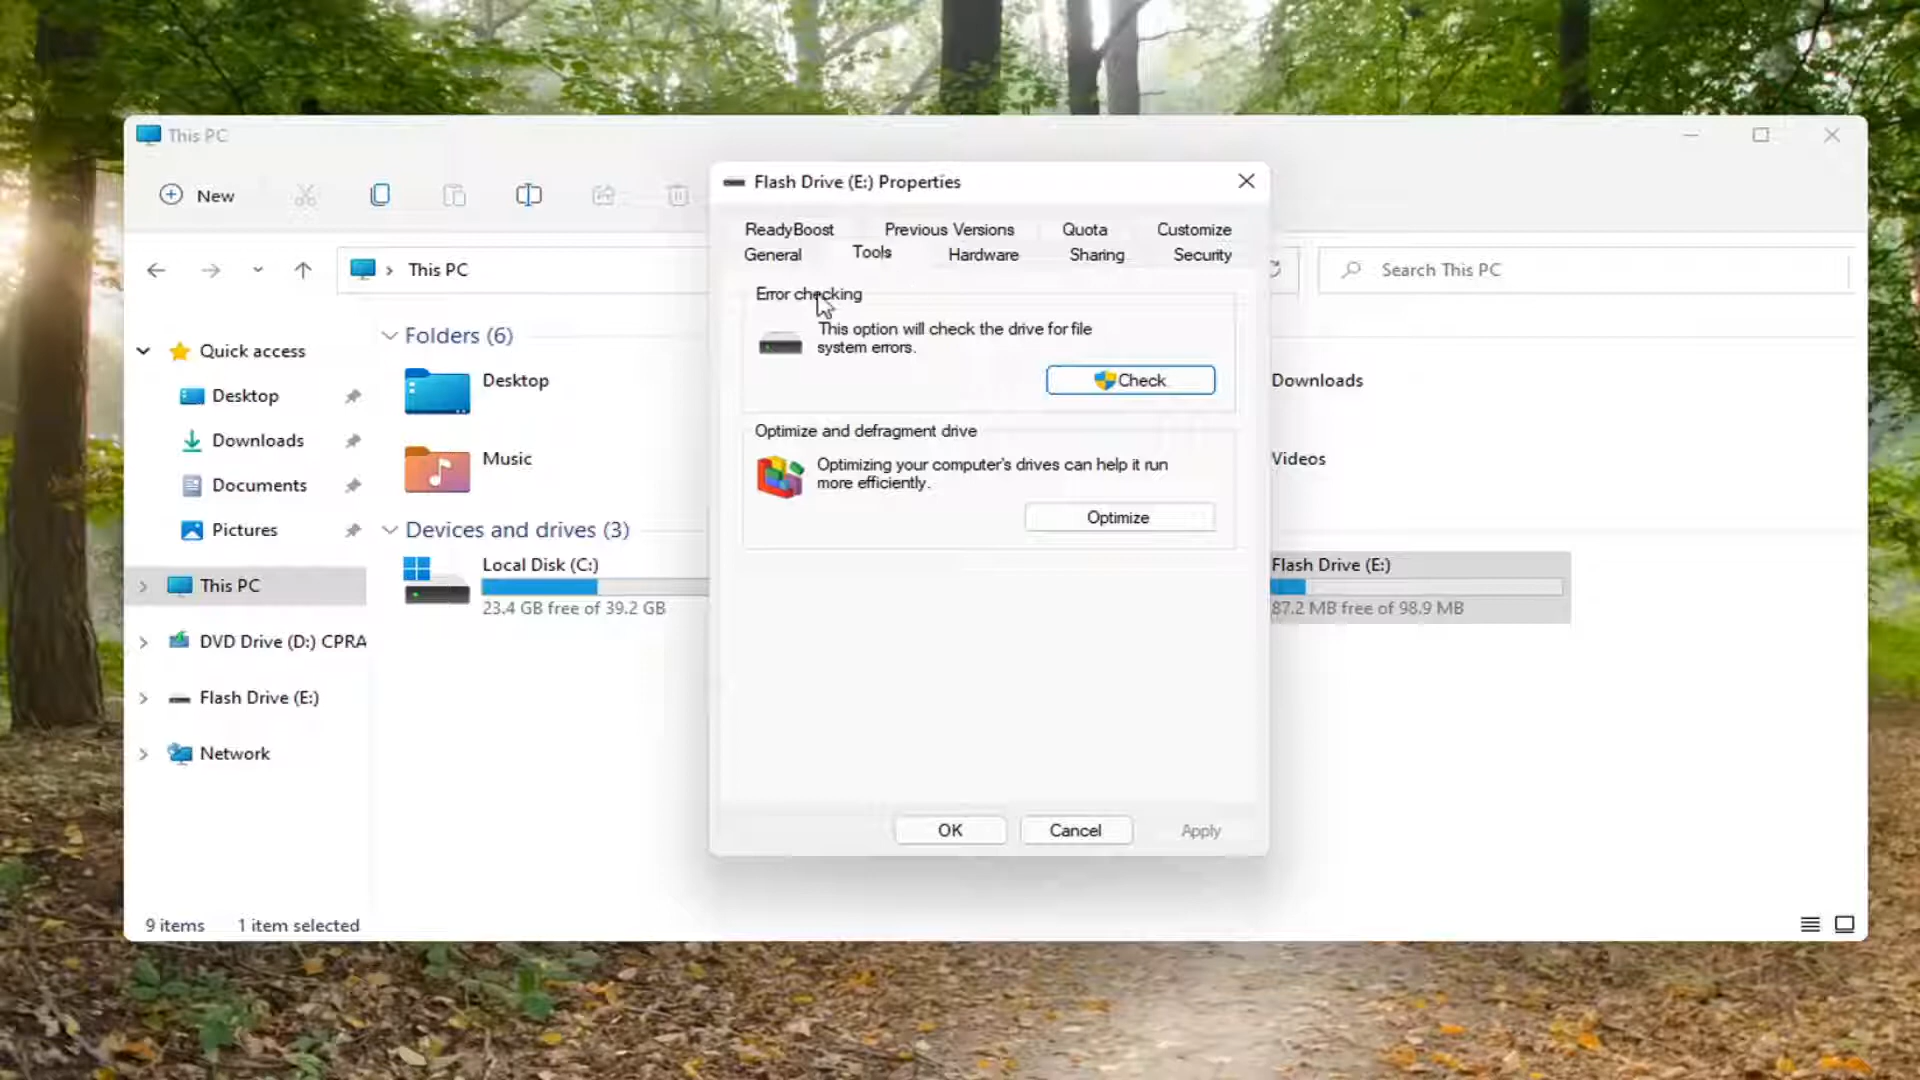 This PC
New
This PC
Search This PC
Quick access
Desktop
Downloads
Documents
Pictures
This PC
DVD Drive (D:) CPRA
Flash Drive (E:)
Network
Folders (6)
Desktop
Downloads
Music
Videos
Devices and drives (3)
Local Disk (C:)
23.4 GB free of 39.2 GB
Flash Drive (E:)
87.2 MB free of 98.9 MB
9 items 1 item selected
Flash Drive (E:) Properties
ReadyBoost Previous Versions Quota Customize
General Tools Hardware Sharing Security
Error checking
This option will check the drive for file
system errors.
Check
Optimize and defragment drive
Optimizing your computer's drives can help it run
more efficiently.
Optimize
OK Cancel Apply